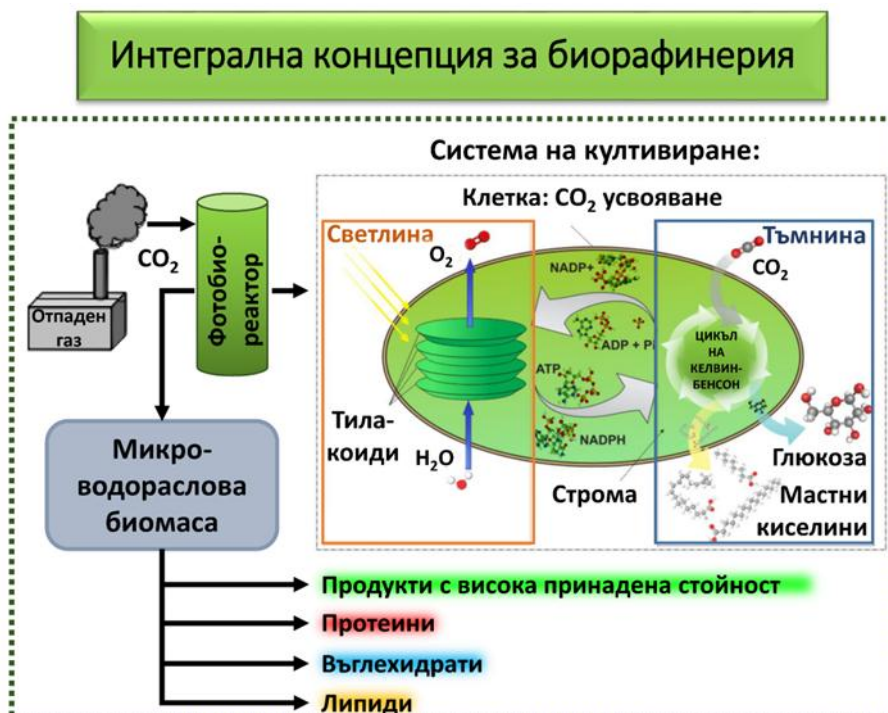 Интегрална концепция за биорафинерия
Система на култивиране:
Клетка: CO₂ усвояване
CO₂
Отпаден
газ
Фотобио-
реактор
Светлина
O₂
Тила-
коиди
H₂O
NADP+
ADP + Pi
ATP
NADPH
Строма
Тъмнина
CO₂
ЦИКЪЛ
НА
КЕЛВИН-
БЕНСОН
Глюкоза
Мастни
киселини
Микро-
водораслова
биомаса
Продукти с висока принадена стойност
Протеини
Въглехидрати
Липиди